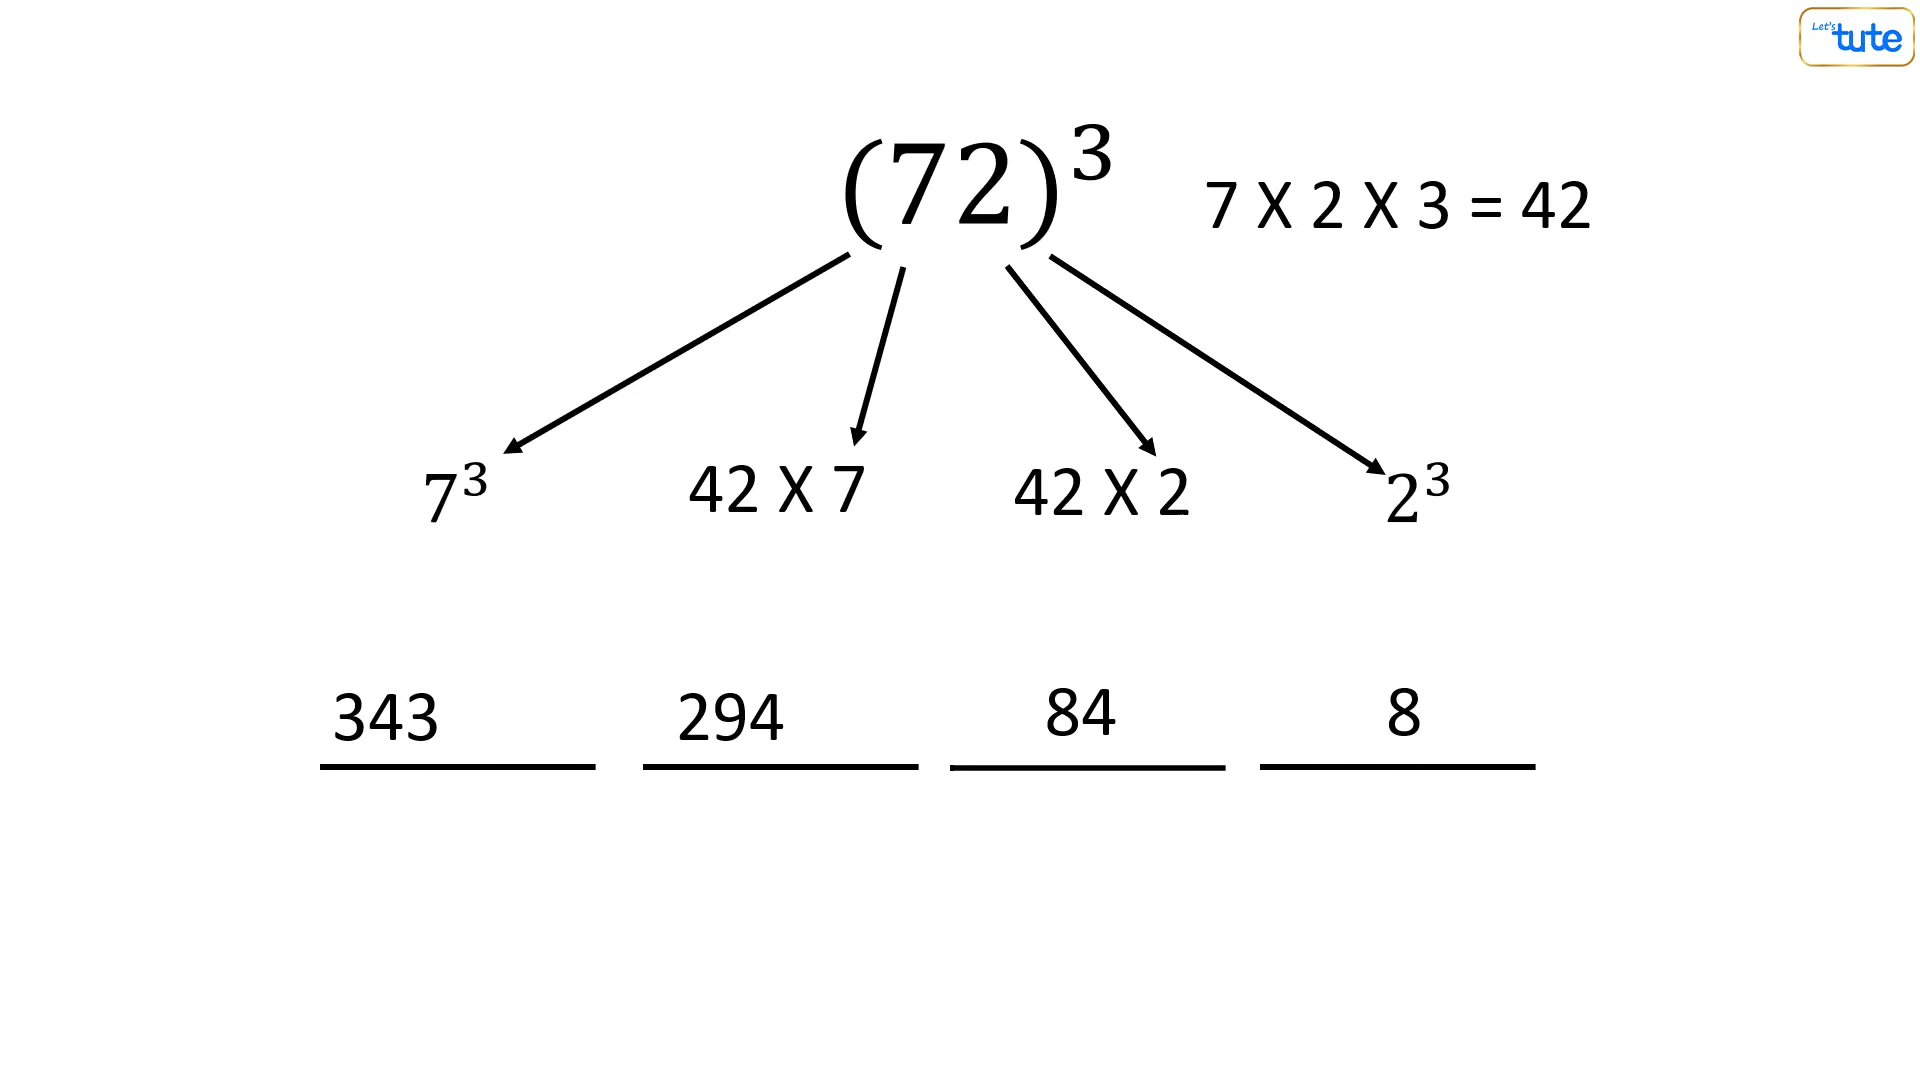 Let's tute
(72)³
7 X 2 X 3 = 42
7³ 42 X 7 42 X 2 2³
343 294 84 8